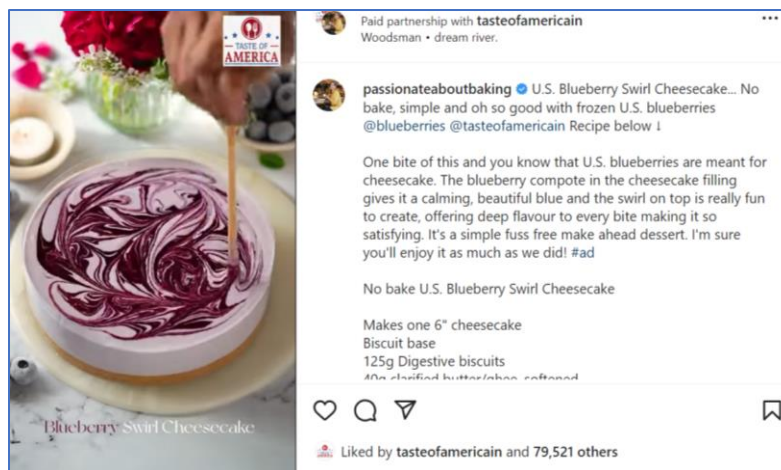 TASTE OF
AMERICA
Blueberry Swirl Cheesecake
Paid partnership with tasteofamericain
Woodsman • dream river.
passionateaboutbaking U.S. Blueberry Swirl Cheesecake... No
bake, simple and oh so good with frozen U.S. blueberries
@blueberries @tasteofamericain Recipe below ↓
One bite of this and you know that U.S. blueberries are meant for
cheesecake. The blueberry compote in the cheesecake filling
gives it a calming, beautiful blue and the swirl on top is really fun
to create, offering deep flavour to every bite making it so
satisfying. It's a simple fuss free make ahead dessert. I'm sure
you'll enjoy it as much as we did! #ad
No bake U.S. Blueberry Swirl Cheesecake
Makes one 6" cheesecake
Biscuit base
125g Digestive biscuits
40g clarified butter/ghee, softened
Liked by tasteofamericain and 79,521 others